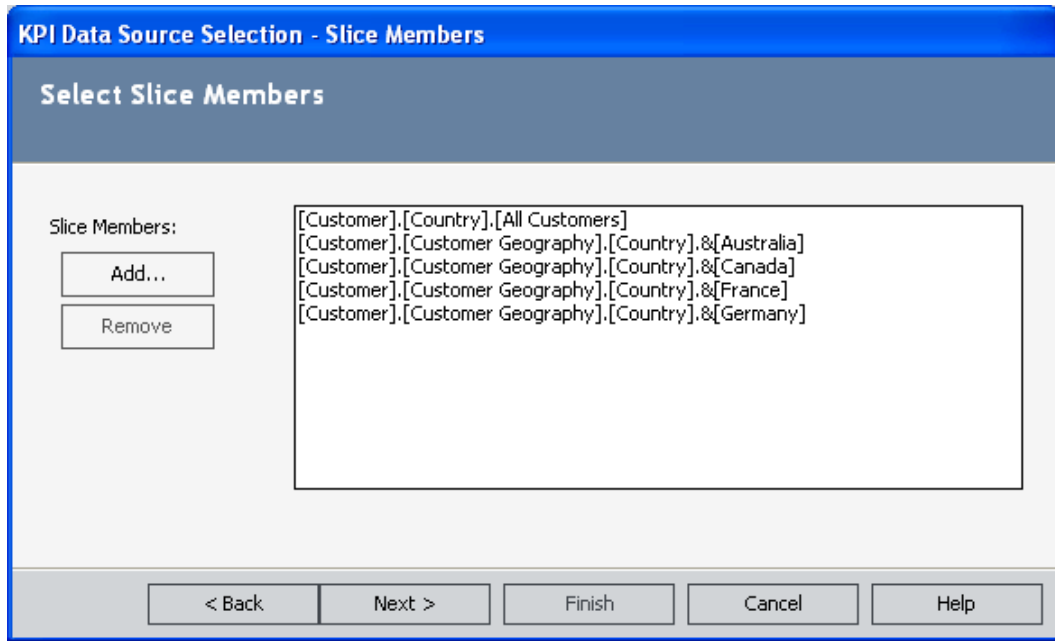 KPI Data Source Selection - Slice Members
Select Slice Members
Slice Members:
Add...
Remove
[Customer].[Country].[All Customers]
[Customer].[Customer Geography].[Country].&[Australia]
[Customer].[Customer Geography].[Country].&[Canada]
[Customer].[Customer Geography].[Country].&[France]
[Customer].[Customer Geography].[Country].&[Germany]
< Back
Next >
Finish
Cancel
Help